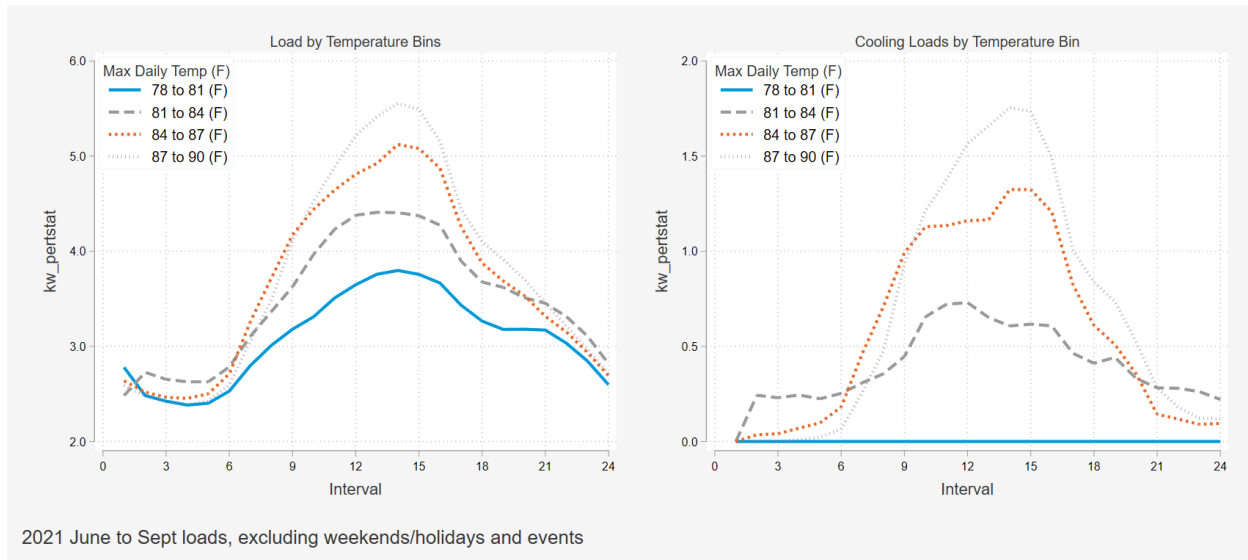 Load by Temperature Bins
Max Daily Temp (F)
78 to 81 (F)
81 to 84 (F)
84 to 87 (F)
87 to 90 (F)
kw_pertstat
6.0
5.0
4.0
3.0
2.0
0 3 6 9 12 15 18 21 24
Interval
Cooling Loads by Temperature Bin
Max Daily Temp (F)
78 to 81 (F)
81 to 84 (F)
84 to 87 (F)
87 to 90 (F)
kw_pertstat
2.0
1.5
1.0
0.5
0.0
0 3 6 9 12 15 18 21 24
Interval
2021 June to Sept loads, excluding weekends/holidays and events